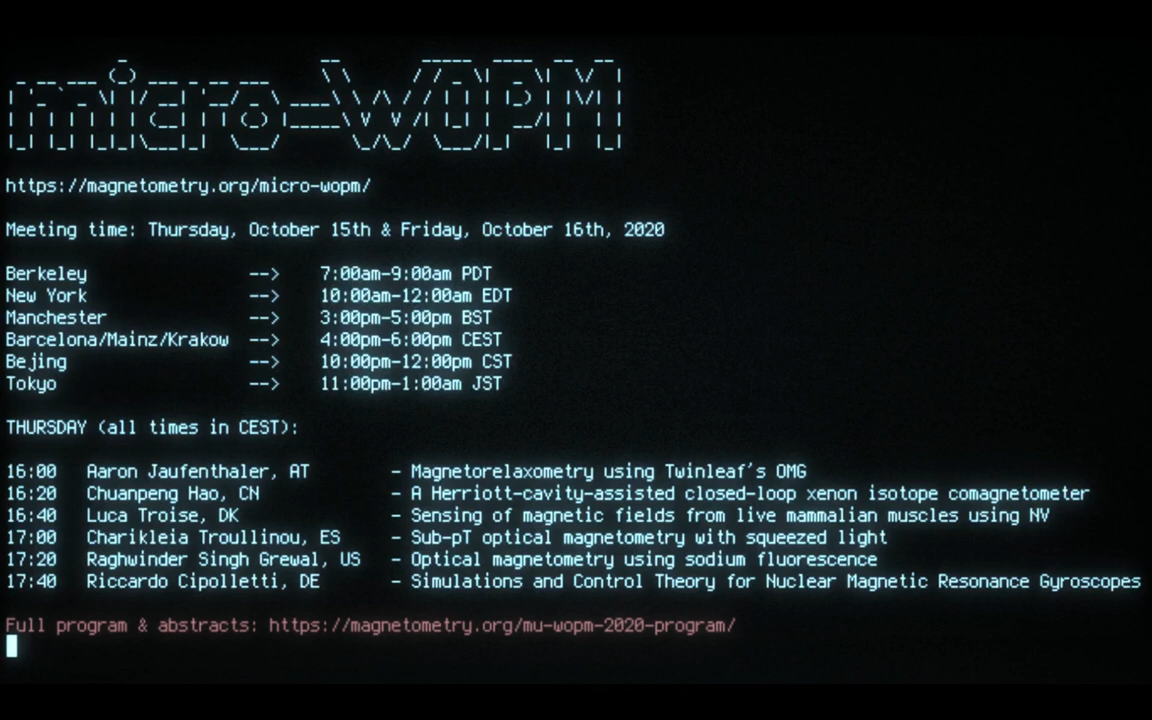 micro-WOPM
https://magnetometry.org/micro-wopm/
Meeting time: Thursday, October 15th & Friday, October 16th, 2020
Berkeley --> 7:00am-9:00am PDT
New York --> 10:00am-12:00am EDT
Manchester --> 3:00pm-5:00pm BST
Barcelona/Mainz/Krakow --> 4:00pm-6:00pm CEST
Bejing --> 10:00pm-12:00pm CST
Tokyo --> 11:00pm-1:00am JST
THURSDAY (all times in CEST):
16:00 Aaron Jaufenthaler, AT - Magnetorelaxometry using Twinleaf's OMG
16:20 Chuanpeng Hao, CN - A Herriott-cavity-assisted closed-loop xenon isotope comagnetometer
16:40 Luca Troise, DK - Sensing of magnetic fields from live mammalian muscles using NV
17:00 Charikleia Troullinou, ES - Sub-pT optical magnetometry with squeezed light
17:20 Raghwinder Singh Grewal, US - Optical magnetometry using sodium fluorescence
17:40 Riccardo Cipolletti, DE - Simulations and Control Theory for Nuclear Magnetic Resonance Gyroscopes
Full program & abstracts: https://magnetometry.org/mu-wopm-2020-program/